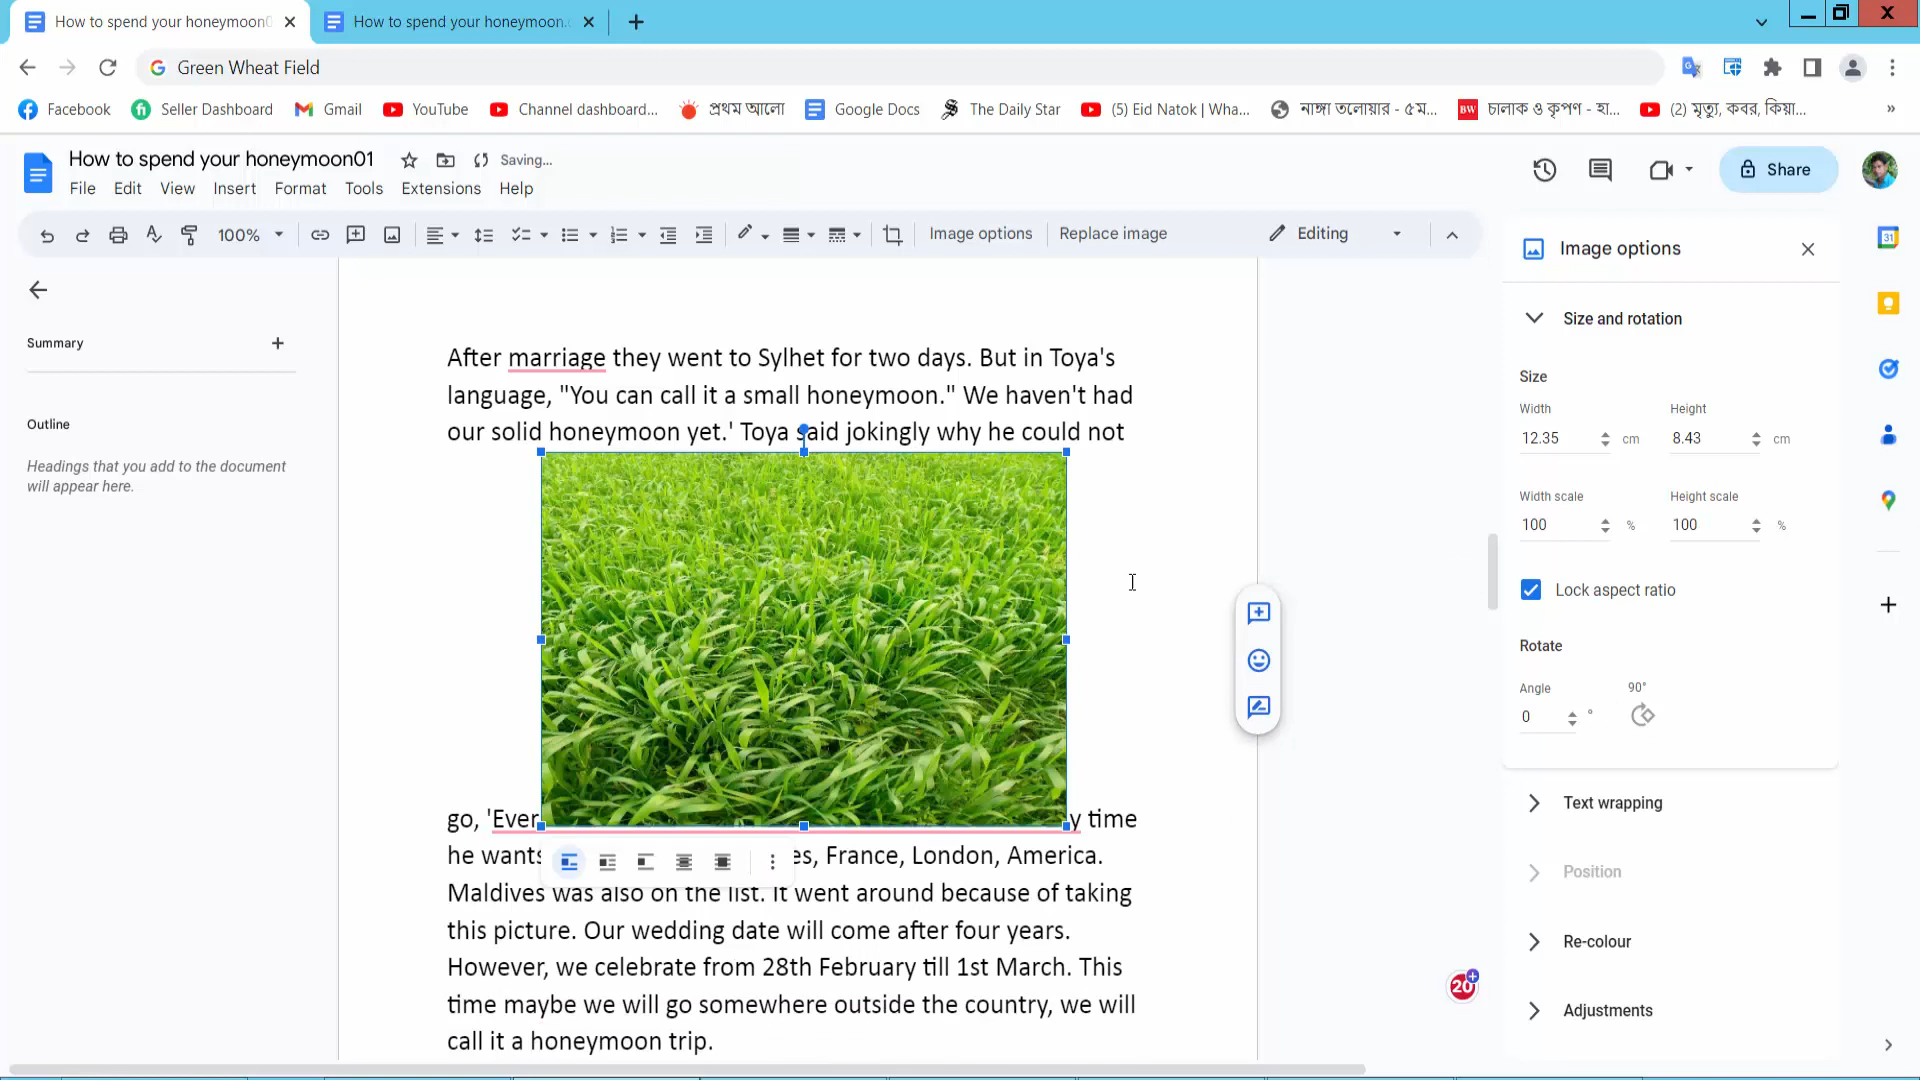 How to spend your honeymoon0
How to spend your honeymoon.
Green Wheat Field
Facebook
Seller Dashboard
Gmail
YouTube
Channel dashboard...
প্রথম আলো
Google Docs
The Daily Star
(5) Eid Natok | Wha...
নাঙ্গা তলোয়ার - ৫ম...
BW
চালাক ও কৃপণ - হা...
(2) মৃত্যু, কবর, কিয়া...
»
How to spend your honeymoon01
Saving...
File Edit View Insert Format Tools Extensions Help
Share
100%
Image options
Replace image
Editing
Image options
Summary
Outline
Headings that you add to the document
will appear here.
After marriage they went to Sylhet for two days. But in Toya's
language, "You can call it a small honeymoon." We haven't had
our solid honeymoon yet.' Toya said jokingly why he could not
go, 'Ever y time
he wants es, France, London, America.
Maldives was also on the list. It went around because of taking
this picture. Our wedding date will come after four years.
However, we celebrate from 28th February till 1st March. This
time maybe we will go somewhere outside the country, we will
call it a honeymoon trip.
Size and rotation
Size
Width Height
12.35 cm 8.43 cm
Width scale Height scale
100 % 100 %
Lock aspect ratio
Rotate
Angle 90°
0 °
Text wrapping
Position
Re-colour
Adjustments
31
20